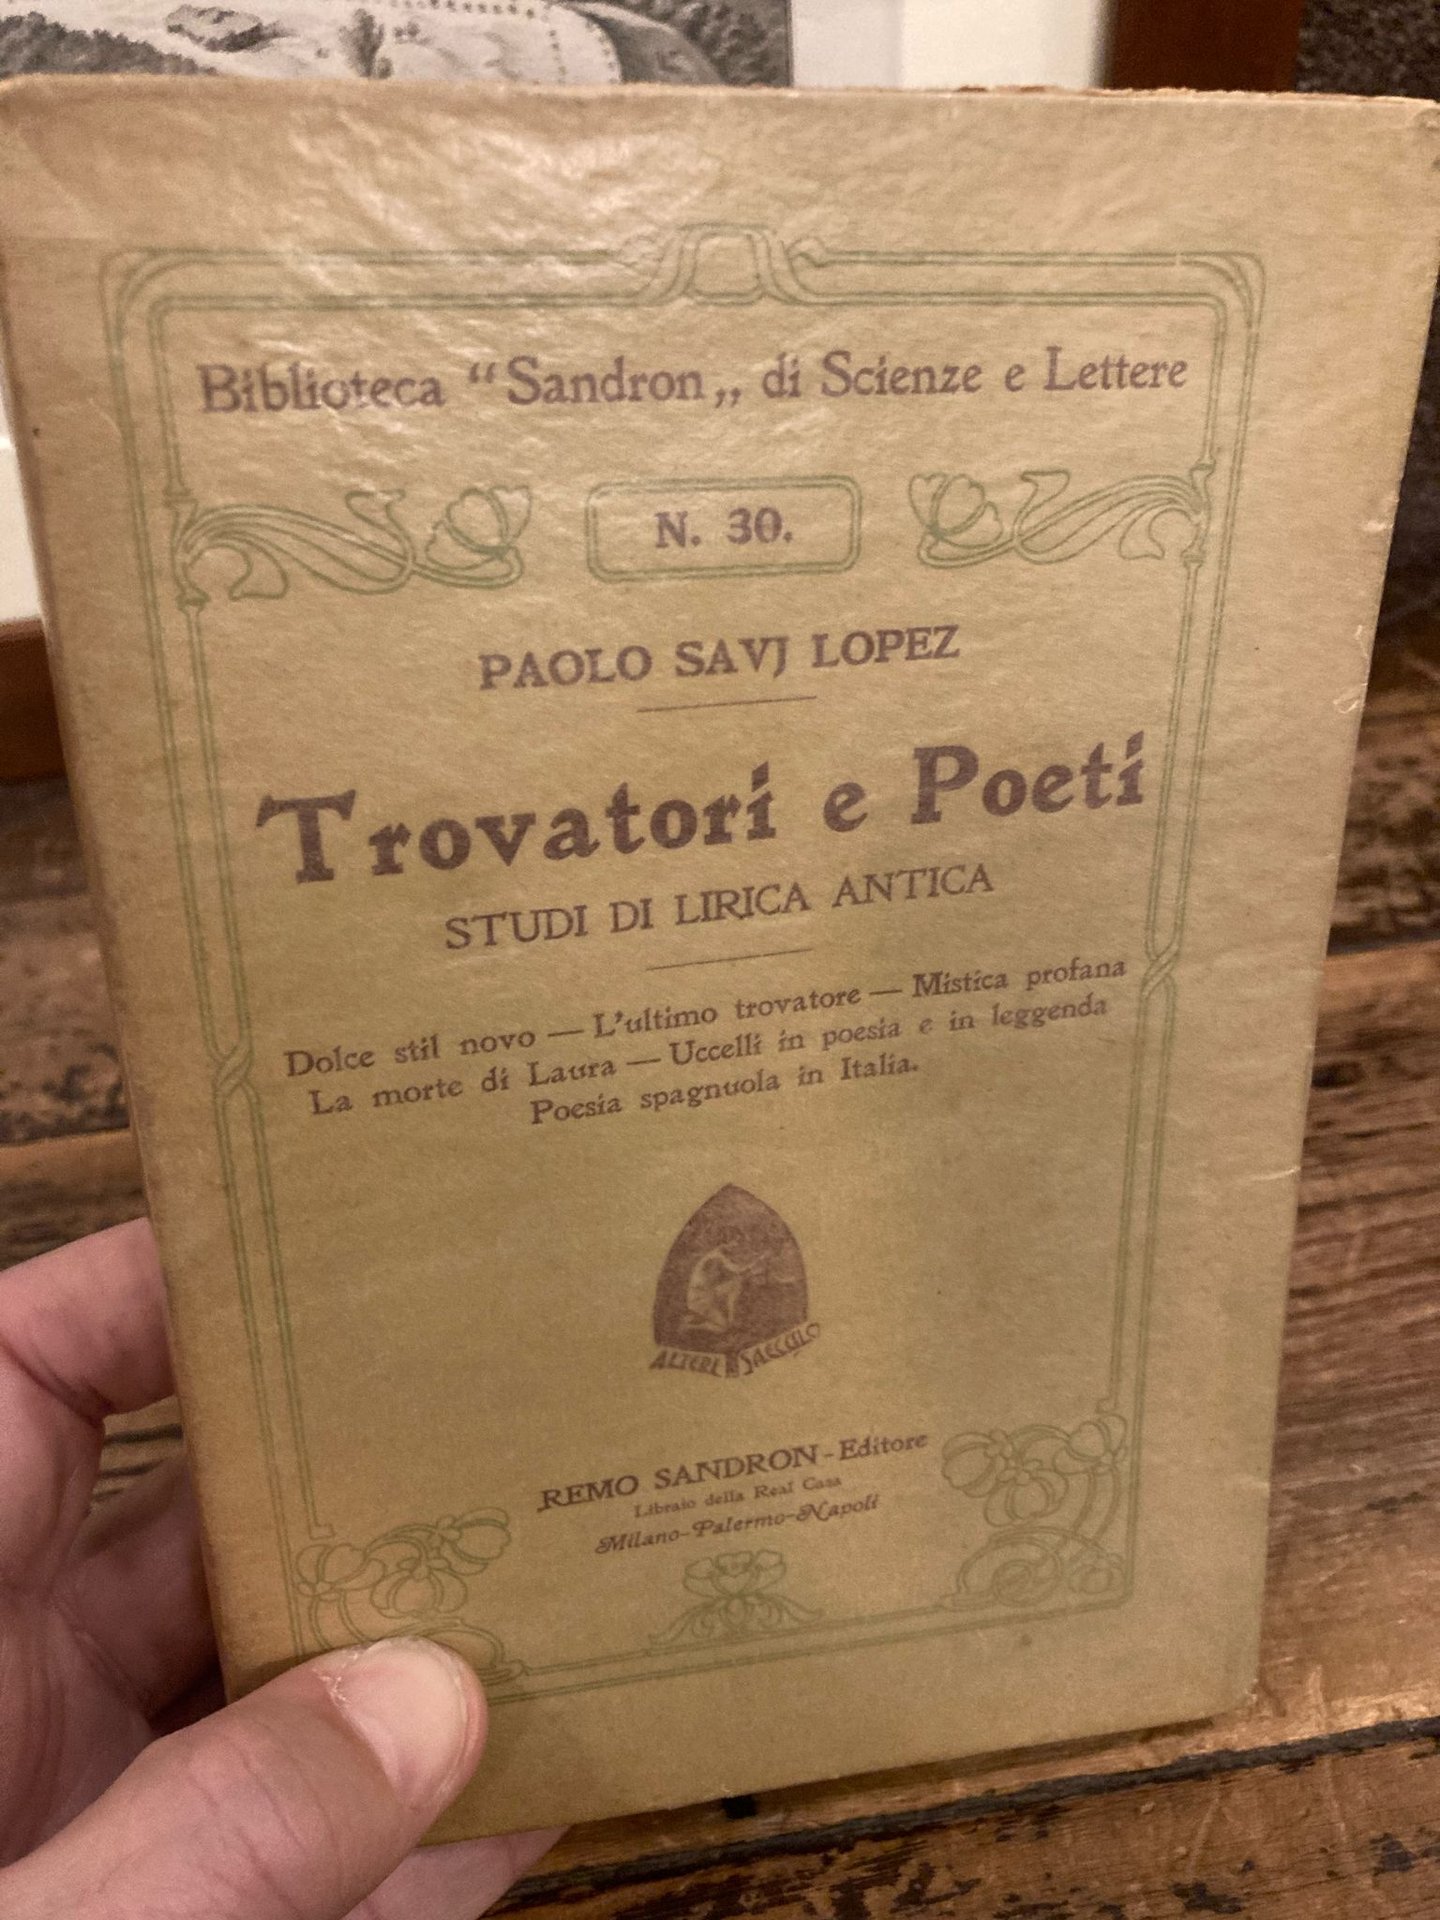 Biblioteca “Sandron„ di Scienze e Lettere
N. 30.
PAOLO SAVJ LOPEZ
Trovatori e Poeti
STUDI DI LIRICA ANTICA
Dolce stil novo — L'ultimo trovatore — Mistica profana
La morte di Laura — Uccelli in poesia e in leggenda
Poesia spagnuola in Italia.
ALTERI SAECULO
REMO SANDRON - Editore
Libraio della Real Casa
Milano-Palermo-Napoli